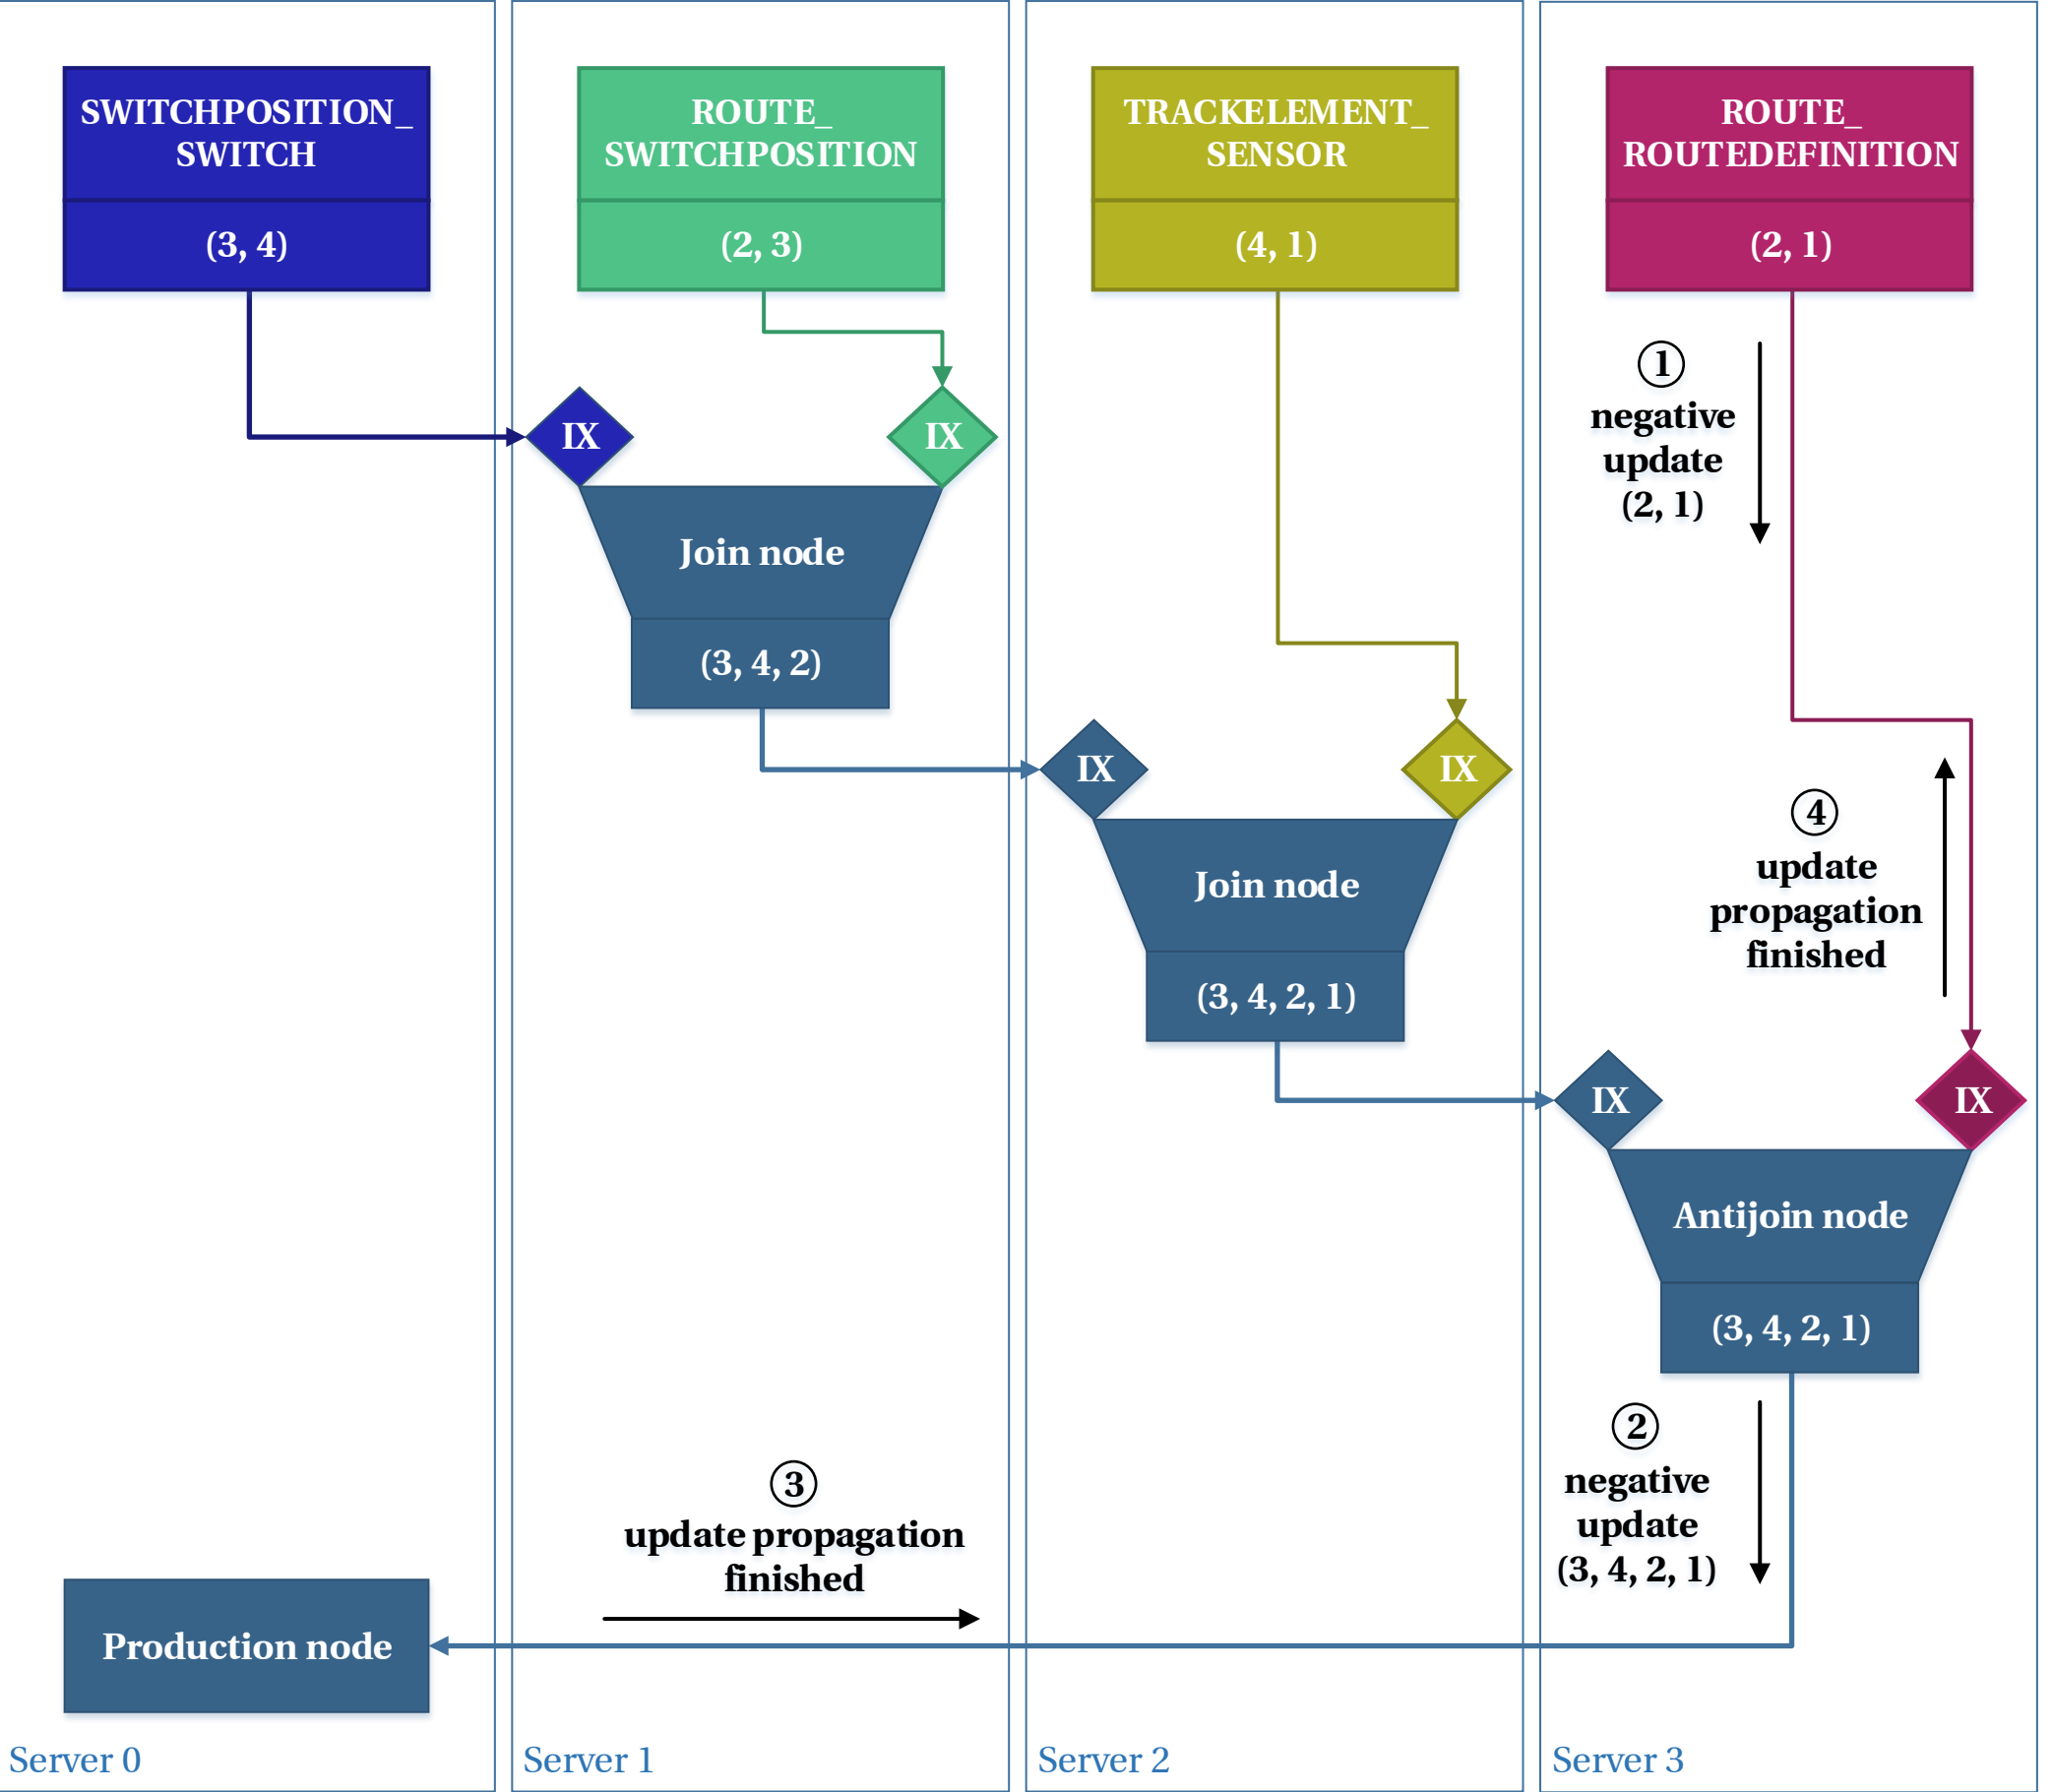 SWITCHPOSITION_
SWITCH
(3, 4)
ROUTE_
SWITCHPOSITION
(2, 3)
TRACKELEMENT_
SENSOR
(4, 1)
ROUTE_
ROUTEDEFINITION
(2, 1)
1
negative
update
(2, 1)
IX
IX
Join node
(3, 4, 2)
IX
IX
Join node
(3, 4, 2, 1)
4
update
propagation
finished
IX
IX
Antijoin node
(3, 4, 2, 1)
2
negative
update
(3, 4, 2, 1)
3
update propagation
finished
Production node
Server 0
Server 1
Server 2
Server 3